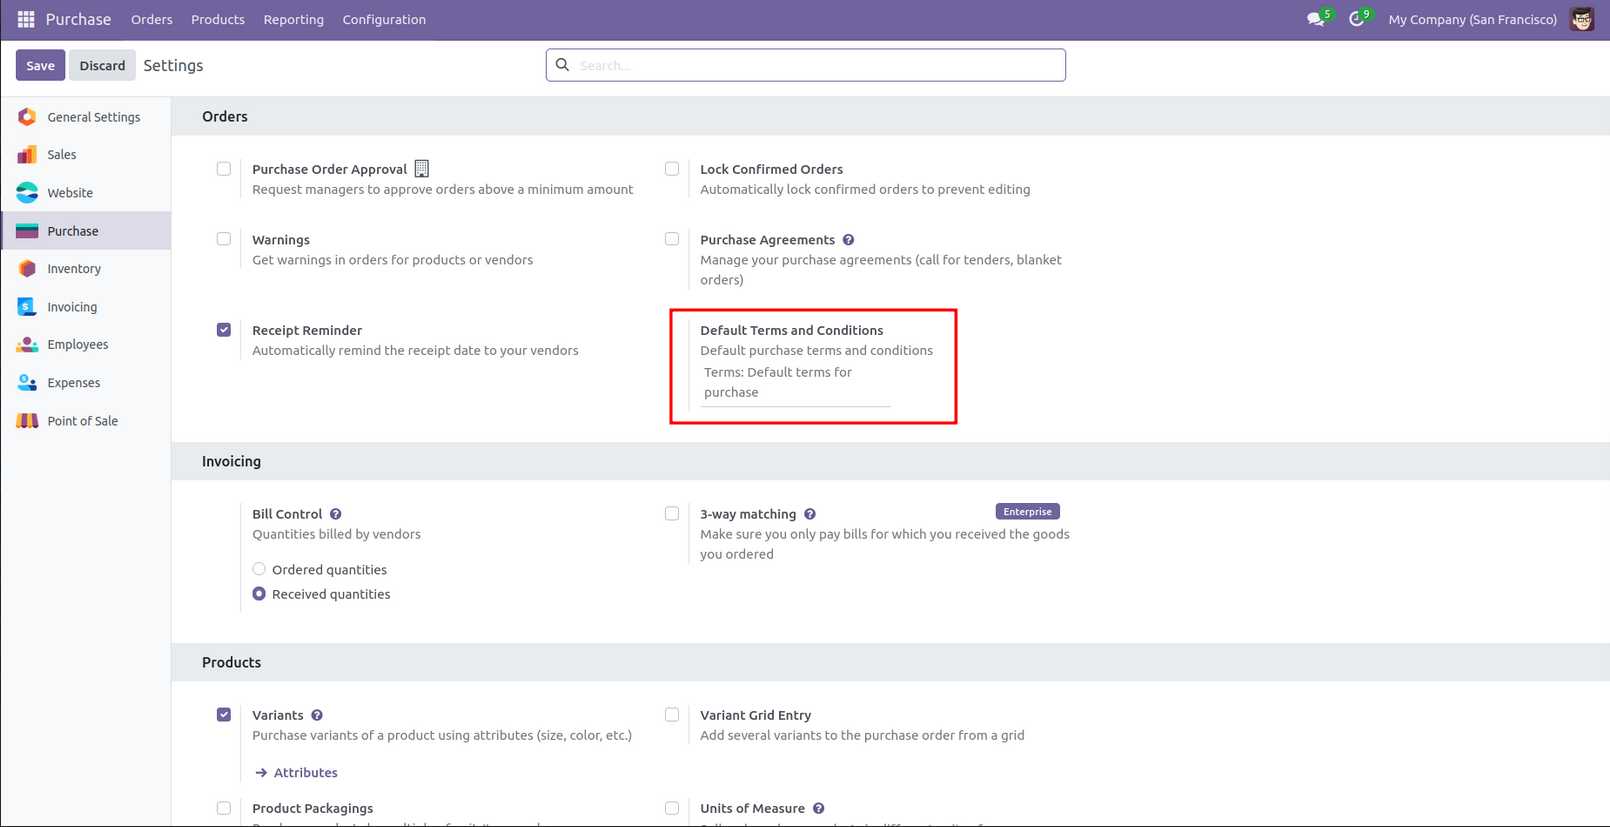 Purchase Orders Products Reporting Configuration 5 9 My Company (San Francisco)
Save Discard Settings Search...
General Settings
Sales
Website
Purchase
Inventory
Invoicing
Employees
Expenses
Point of Sale
Orders
Purchase Order Approval
Request managers to approve orders above a minimum amount
Lock Confirmed Orders
Automatically lock confirmed orders to prevent editing
Warnings
Get warnings in orders for products or vendors
Purchase Agreements ?
Manage your purchase agreements (call for tenders, blanket
orders)
Receipt Reminder
Automatically remind the receipt date to your vendors
Default Terms and Conditions
Default purchase terms and conditions
Terms: Default terms for
purchase
Invoicing
Bill Control ?
Quantities billed by vendors
Ordered quantities
Received quantities
3-way matching ? Enterprise
Make sure you only pay bills for which you received the goods
you ordered
Products
Variants ?
Purchase variants of a product using attributes (size, color, etc.)
Attributes
Variant Grid Entry
Add several variants to the purchase order from a grid
Product Packagings
Units of Measure ?